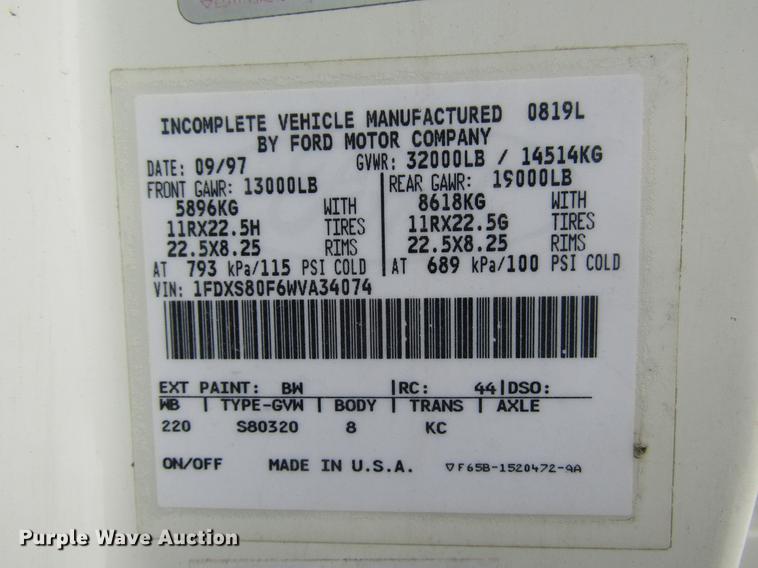 INCOMPLETE VEHICLE MANUFACTURED 0819L
BY FORD MOTOR COMPANY
DATE: 09/97 GVWR: 32000LB / 14514KG
FRONT GAWR: 13000LB REAR GAWR: 19000LB
5896KG WITH 8618KG WITH
11RX22.5H TIRES 11RX22.5G TIRES
22.5X8.25 RIMS 22.5X8.25 RIMS
AT 793 kPa/115 PSI COLD AT 689 kPa/100 PSI COLD
VIN: 1FDXS80F6WVA34074
EXT PAINT: BW |RC: 44|DSO:
WB | TYPE-GVW | BODY | TRANS | AXLE
220 S80320 8 KC
ON/OFF MADE IN U.S.A. ▽F65B-1520472-AA
Purple Wave Auction